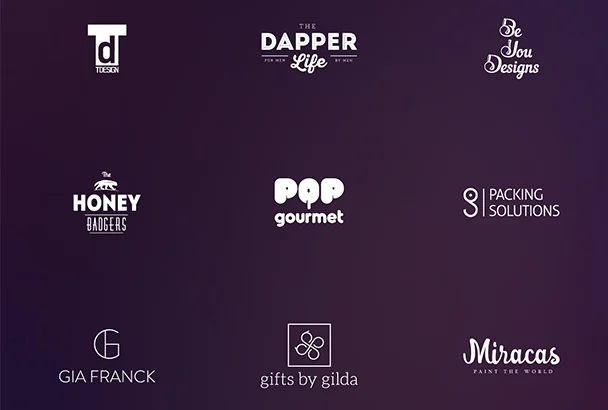 Td
TDESIGN
THE
DAPPER
FOR MEN Life BY MEN
Be
You
Designs
The
HONEY
BADGERS
POP
gourmet
PACKING
SOLUTIONS
G
GIA FRANCK
gifts by gilda
Miracas
PAINT THE WORLD